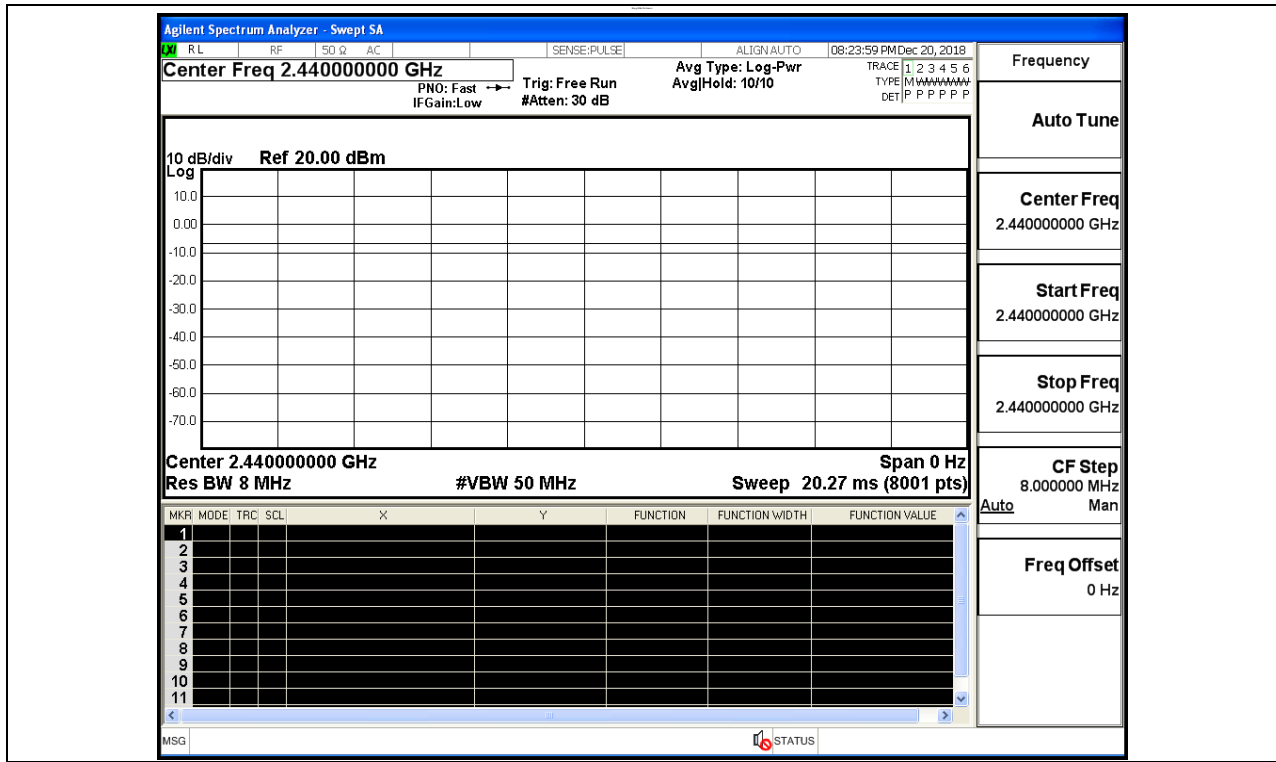 Agilent Spectrum Analyzer - Swept SA
LXI RL RF 50 Ω AC SENSE:PULSE ALIGN AUTO 08:23:59 PM Dec 20, 2018
Center Freq 2.440000000 GHz
PNO: Fast
IFGain:Low
Trig: Free Run
#Atten: 30 dB
Avg Type: Log-Pwr
Avg|Hold: 10/10
TRACE 1 2 3 4 5 6
TYPE M W W W W W
DET P P P P P P
10 dB/div Ref 20.00 dBm
Log
10.0
0.00
-10.0
-20.0
-30.0
-40.0
-50.0
-60.0
-70.0
Center 2.440000000 GHz Span 0 Hz
Res BW 8 MHz #VBW 50 MHz Sweep 20.27 ms (8001 pts)
MKR MODE TRC SCL X Y FUNCTION FUNCTION WIDTH FUNCTION VALUE
1
2
3
4
5
6
7
8
9
10
11
MSG STATUS
Frequency
Auto Tune
Center Freq
2.440000000 GHz
Start Freq
2.440000000 GHz
Stop Freq
2.440000000 GHz
CF Step
8.000000 MHz
Auto Man
Freq Offset
0 Hz